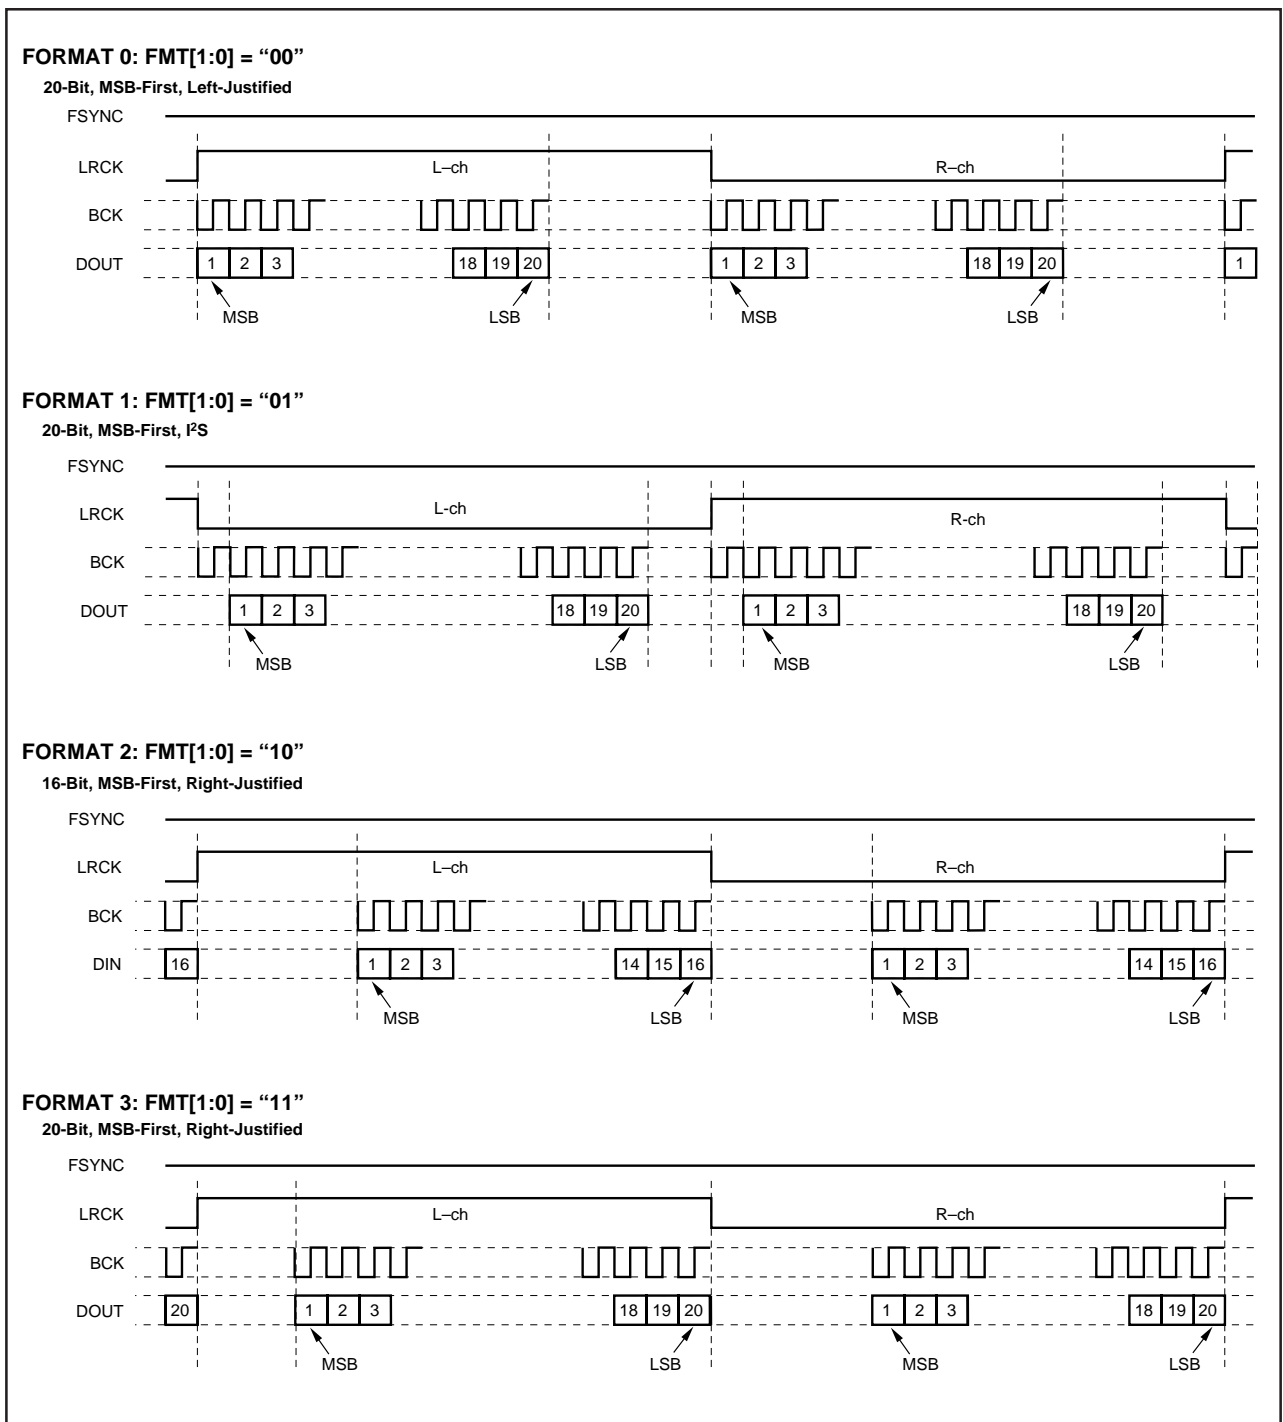 FORMAT 0: FMT[1:0] = “00”
20-Bit, MSB-First, Left-Justified
FSYNC
LRCK L–ch R–ch
BCK
DOUT 1 2 3 18 19 20 1 2 3 18 19 20 1
MSB LSB MSB LSB
FORMAT 1: FMT[1:0] = “01”
20-Bit, MSB-First, I²S
FSYNC
LRCK L-ch R-ch
BCK
DOUT 1 2 3 18 19 20 1 2 3 18 19 20
MSB LSB MSB LSB
FORMAT 2: FMT[1:0] = “10”
16-Bit, MSB-First, Right-Justified
FSYNC
LRCK L–ch R–ch
BCK
DIN 16 1 2 3 14 15 16 1 2 3 14 15 16
MSB LSB MSB LSB
FORMAT 3: FMT[1:0] = “11”
20-Bit, MSB-First, Right-Justified
FSYNC
LRCK L–ch R–ch
BCK
DOUT 20 1 2 3 18 19 20 1 2 3 18 19 20
MSB LSB MSB LSB